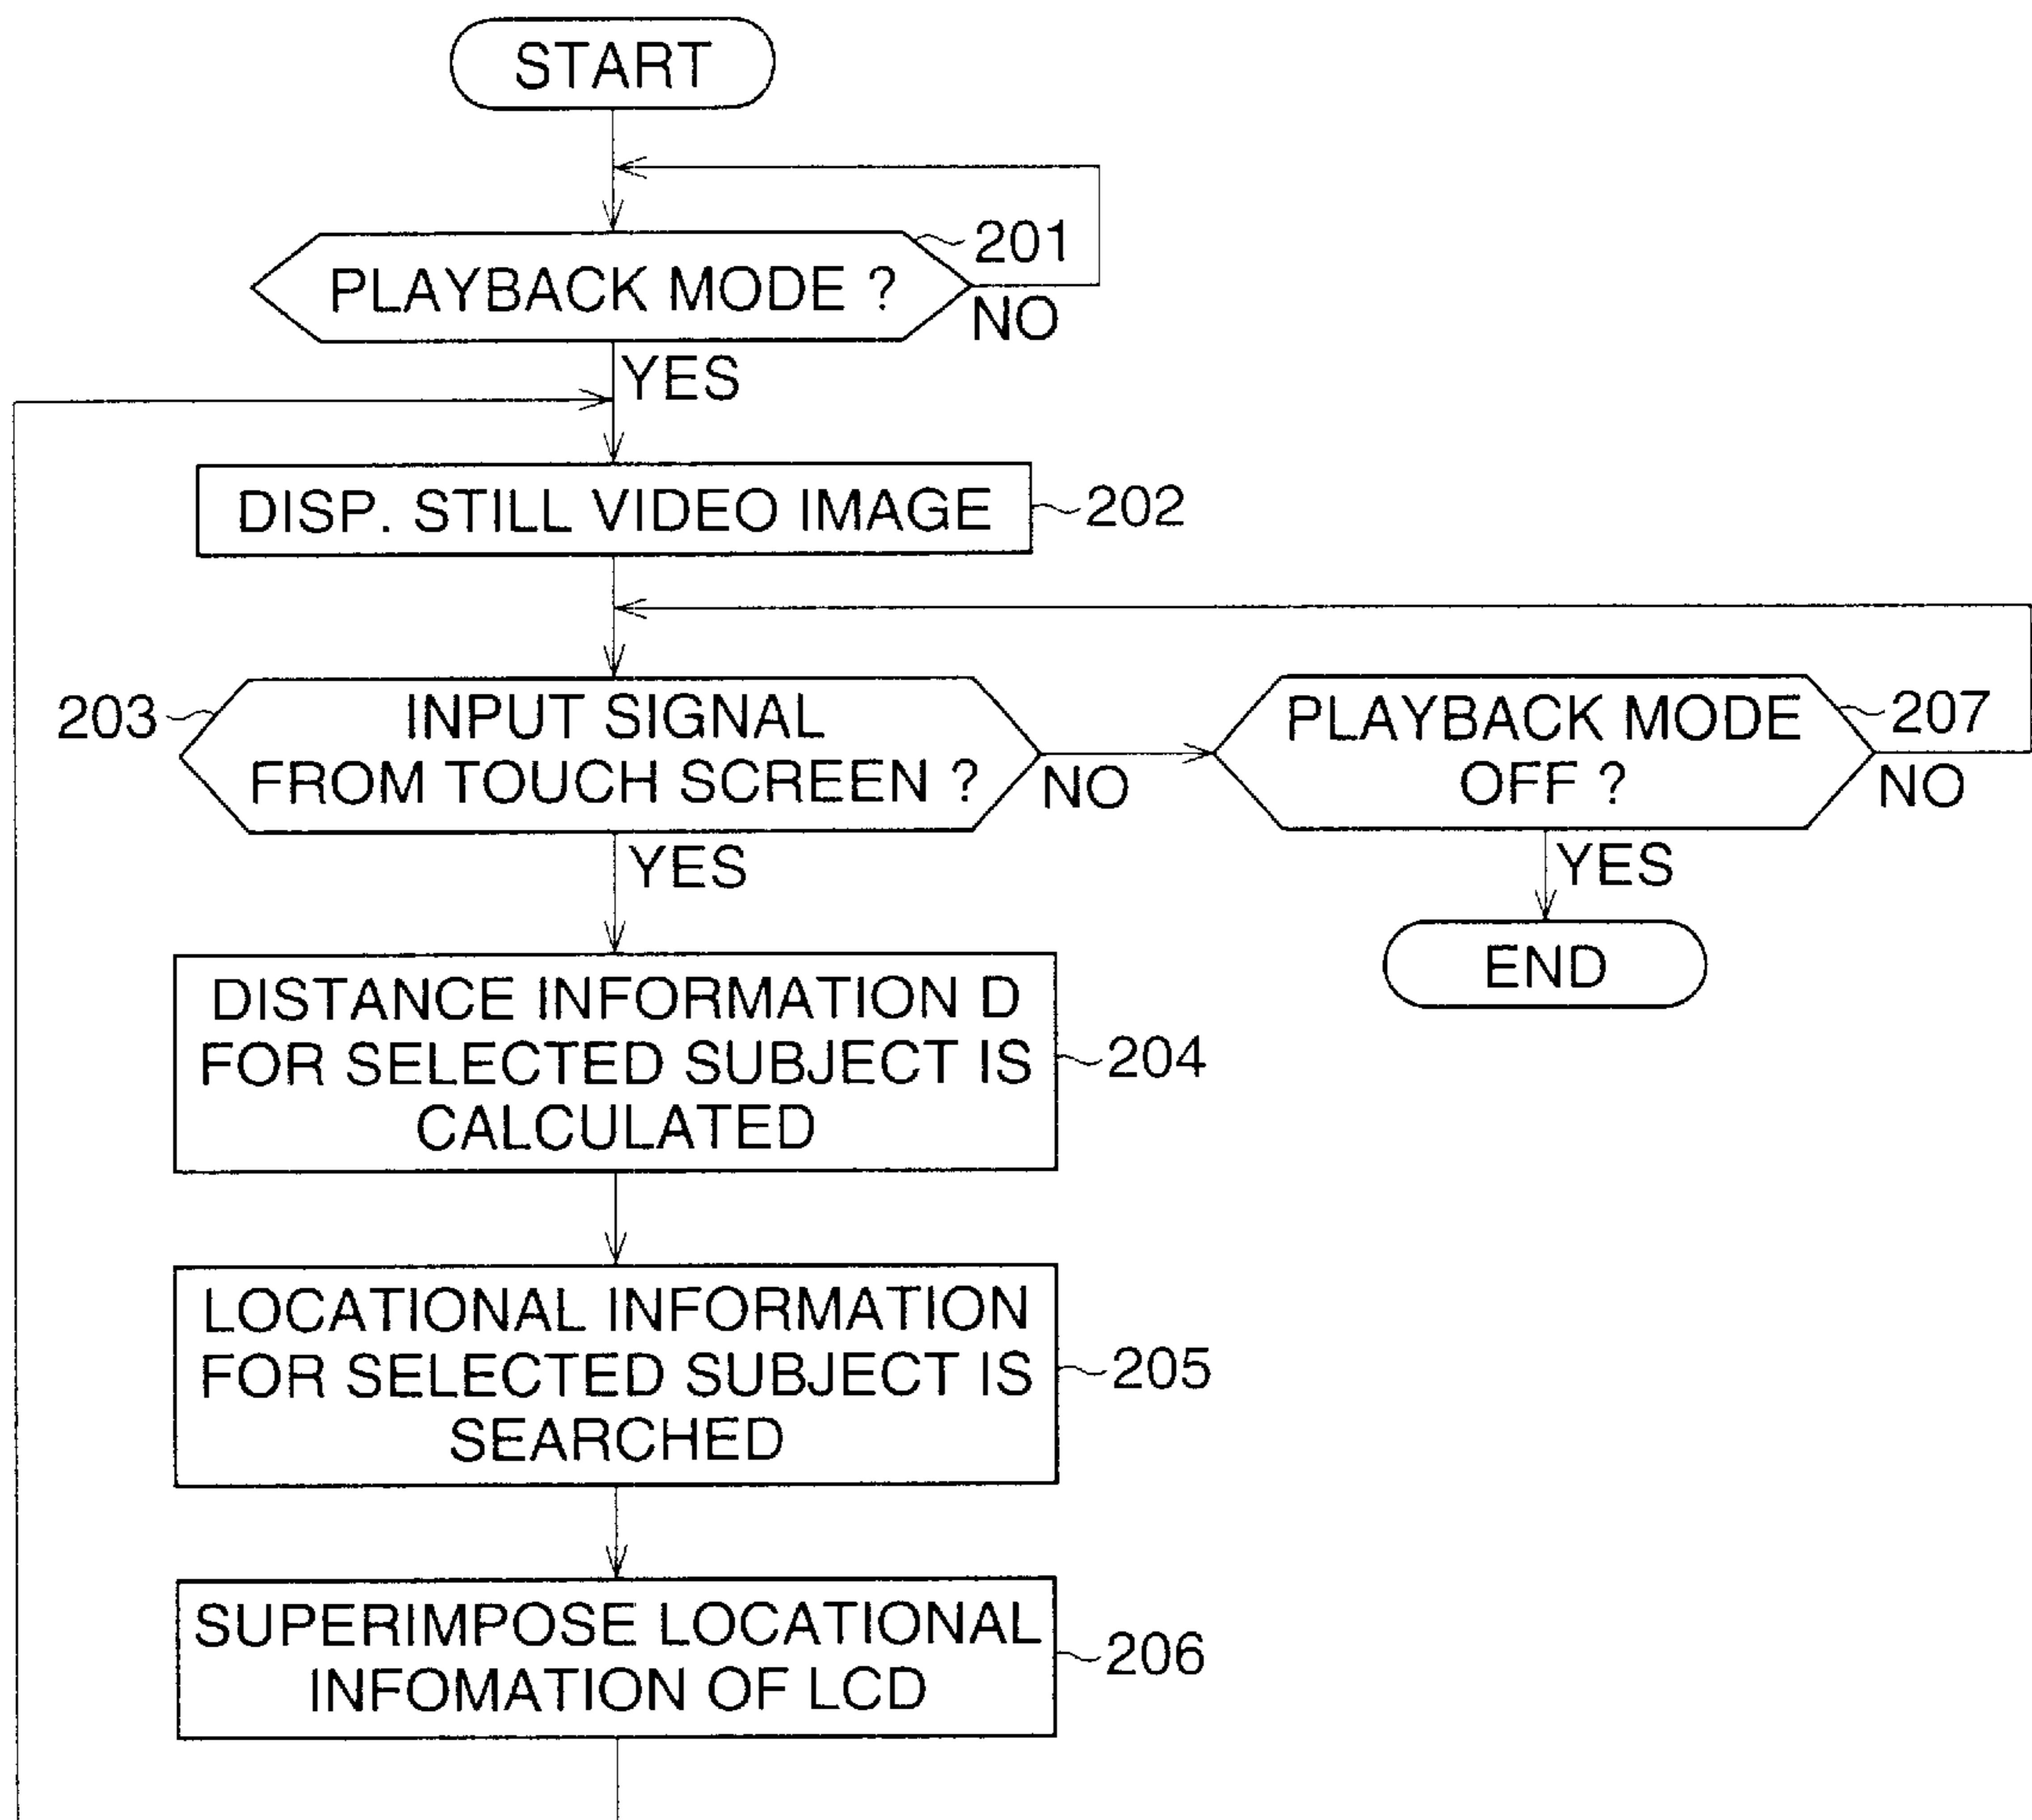 START
201
PLAYBACK MODE ?
NO
YES
DISP. STILL VIDEO IMAGE
202
203
INPUT SIGNAL
FROM TOUCH SCREEN ?
NO
YES
PLAYBACK MODE
OFF ?
207
NO
YES
END
DISTANCE INFORMATION D
FOR SELECTED SUBJECT IS
CALCULATED
204
LOCATIONAL INFORMATION
FOR SELECTED SUBJECT IS
SEARCHED
205
SUPERIMPOSE LOCATIONAL
INFOMATION OF LCD
206